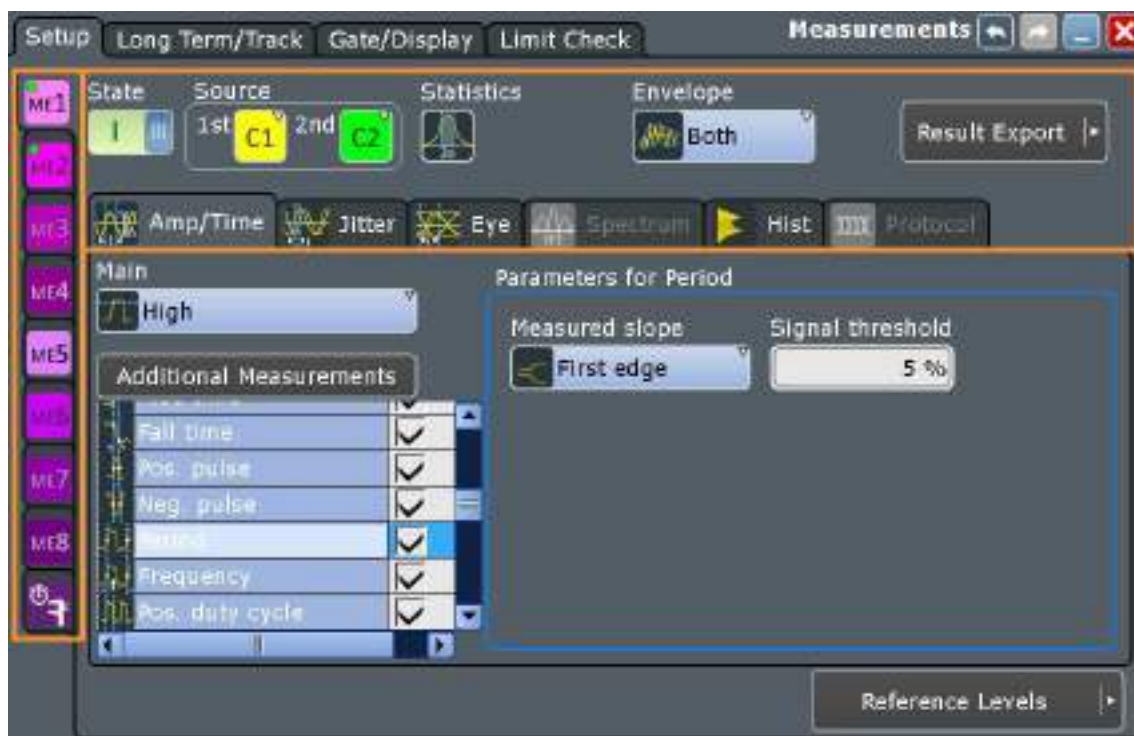 Setup Long Term/Track Gate/Display Limit Check Measurements
ME1
ME2
ME3
ME4
ME5
ME6
ME7
ME8
State Source Statistics Envelope
1st C1 2nd C2 Both Result Export
Amp/Time Jitter Eye Spectrum Hist Protocol
Main
High
Additional Measurements
Fall time
Pos. pulse
Neg. pulse
Period
Frequency
Pos. duty cycle
Parameters for Period
Measured slope Signal threshold
First edge 5 %
Reference Levels